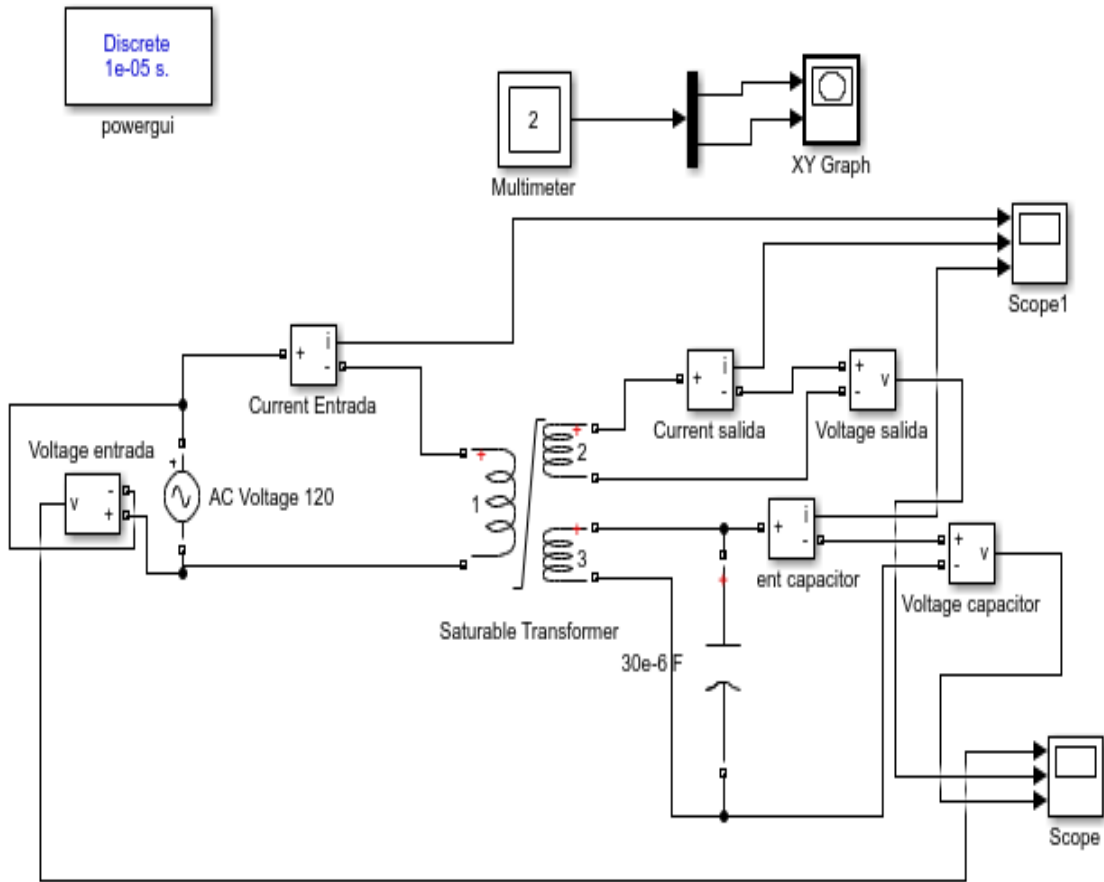 Discrete
1e-05 s.
powergui
2
Multimeter
XY Graph
Scope1
+
i
-
Current Entrada
+
i
-
Current salida
+
-
v
Voltage salida
Voltage entrada
v
-
+
+
AC Voltage 120
+
1
+
2
+
3
Saturable Transformer
+
i
-
ent capacitor
+
-
v
Voltage capacitor
+
30e-6 F
Scope